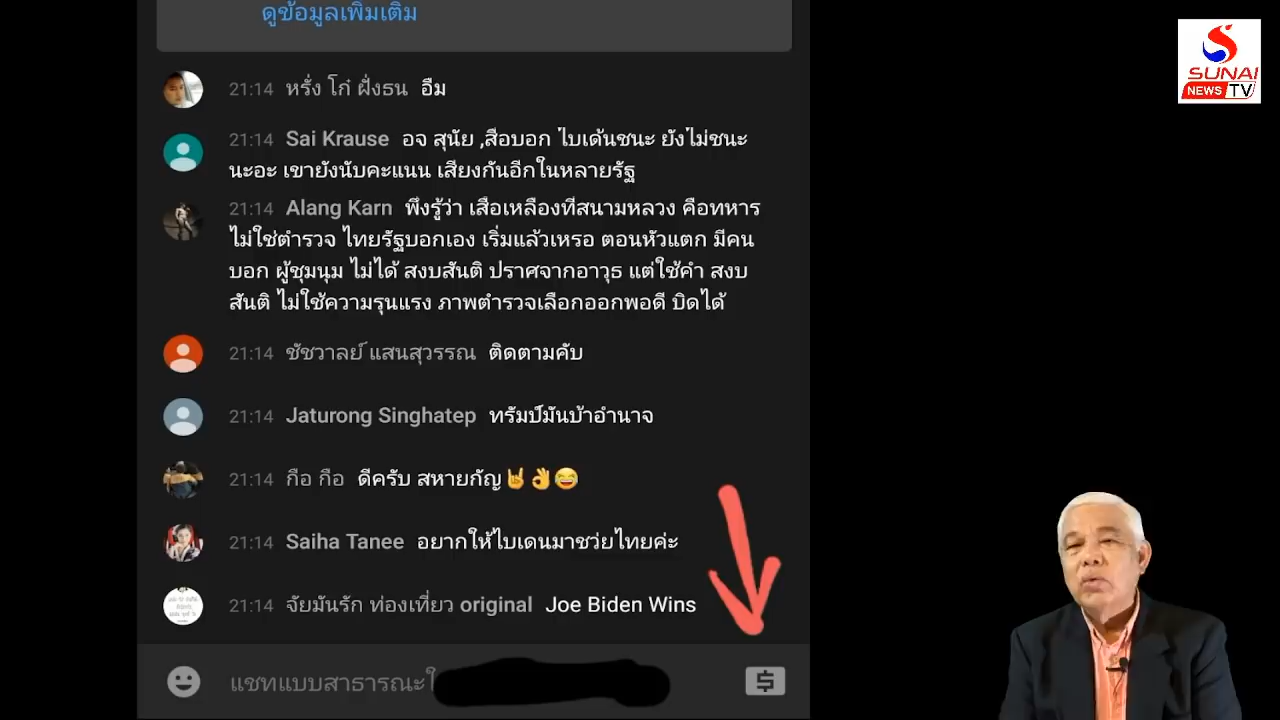 ดูข้อมูลเพิ่มเติม
SUNAI
NEWS TV
21:14 หรั่ง โก๋ ฝั่งธน อืม
21:14 Sai Krause อจ สุนัย ,สือบอก ไบเด้นชนะ ยังไม่ชนะ
นะอะ เขายังนับคะแนน เสียงกันอีกในหลายรัฐ
21:14 Alang Karn พึงรู้ว่า เสื้อเหลืองที่สนามหลวง คือทหาร
ไม่ใช่ตำรวจ ไทยรัฐบอกเอง เริ่มแล้วเหรอ ตอนหัวแตก มีคน
บอก ผู้ชุมนุม ไม่ได้ สงบสันติ ปราศจากอาวุธ แต่ใช้คำ สงบ
สันติ ไม่ใช้ความรุนแรง ภาพตำรวจเลือกออกพอดี บิดได้
21:14 ชัชวาลย์ แสนสุวรรณ ติดตามคับ
21:14 Jaturong Singhatep ทรัมป์มันบ้าอำนาจ
21:14 กือ กือ ดีครับ สหายกัญ🤘👌😂
21:14 Saiha Tanee อยากให้ไบเดนมาชว่ยไทยค่ะ
21:14 จัยมันรัก ท่องเที่ยว original Joe Biden Wins
แชทแบบสาธารณะใ